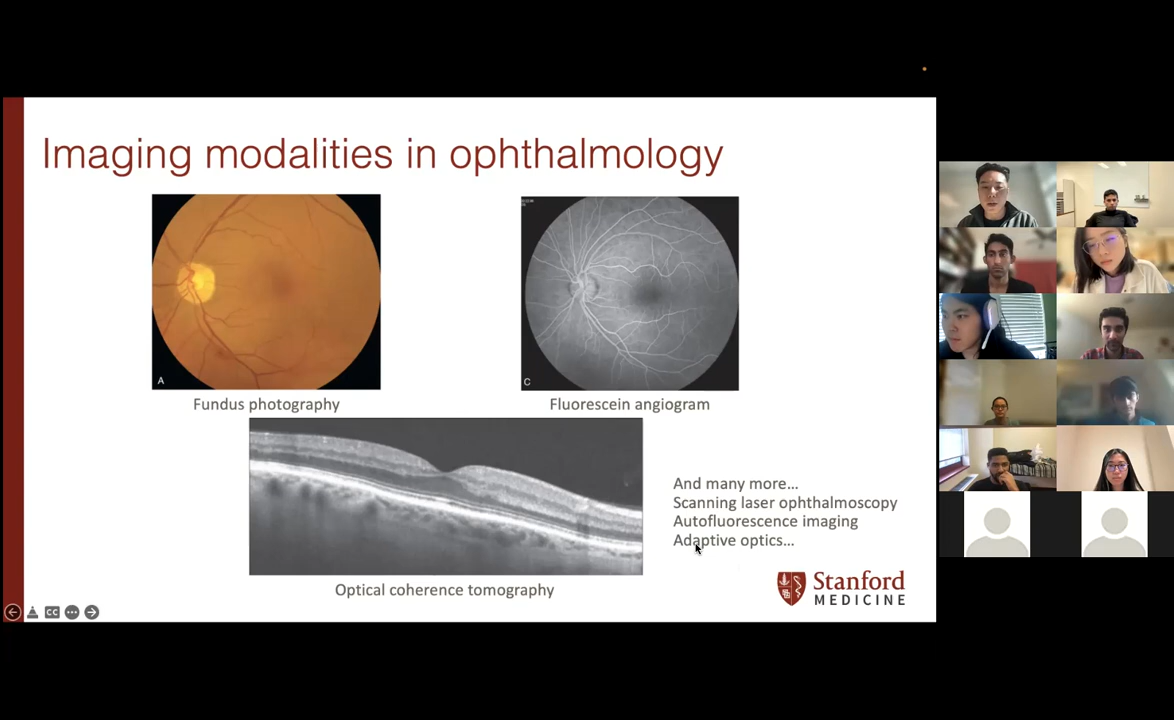 Imaging modalities in ophthalmology
A
C
Fundus photography
Fluorescein angiogram
And many more...
Scanning laser ophthalmoscopy
Autofluorescence imaging
Adaptive optics...
Optical coherence tomography
Stanford
MEDICINE
CC